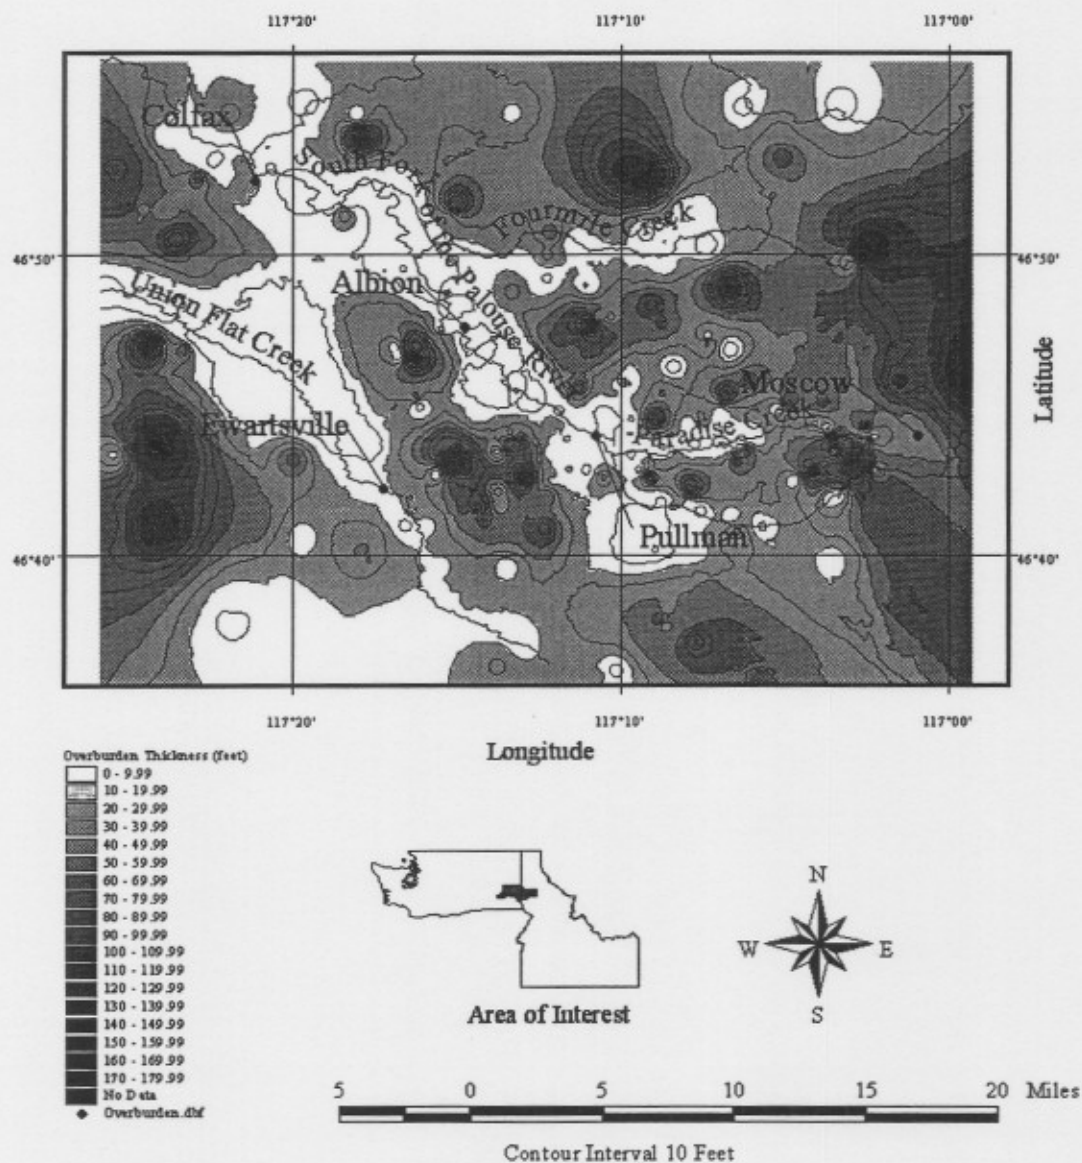 117°20' 117°10' 117°00'
Colfax
South Fork of the Palouse River
Fourmile Creek
46°50' 46°50'
Albion
Union Flat Creek
Moscow
Latitude
Paradise Creek
Ewartsville
Pullman
46°40' 46°40'
117°20' 117°10' 117°00'
Longitude
Overburden Thickness (feet)
0 - 9.99
10 - 19.99
20 - 29.99
30 - 39.99
40 - 49.99
50 - 59.99
60 - 69.99
70 - 79.99
80 - 89.99
90 - 99.99
100 - 109.99
110 - 119.99
120 - 129.99
130 - 139.99
140 - 149.99
150 - 159.99
160 - 169.99
170 - 179.99
No Data
Overburden.dbf
Area of Interest
N
W E
S
5 0 5 10 15 20 Miles
Contour Interval 10 Feet